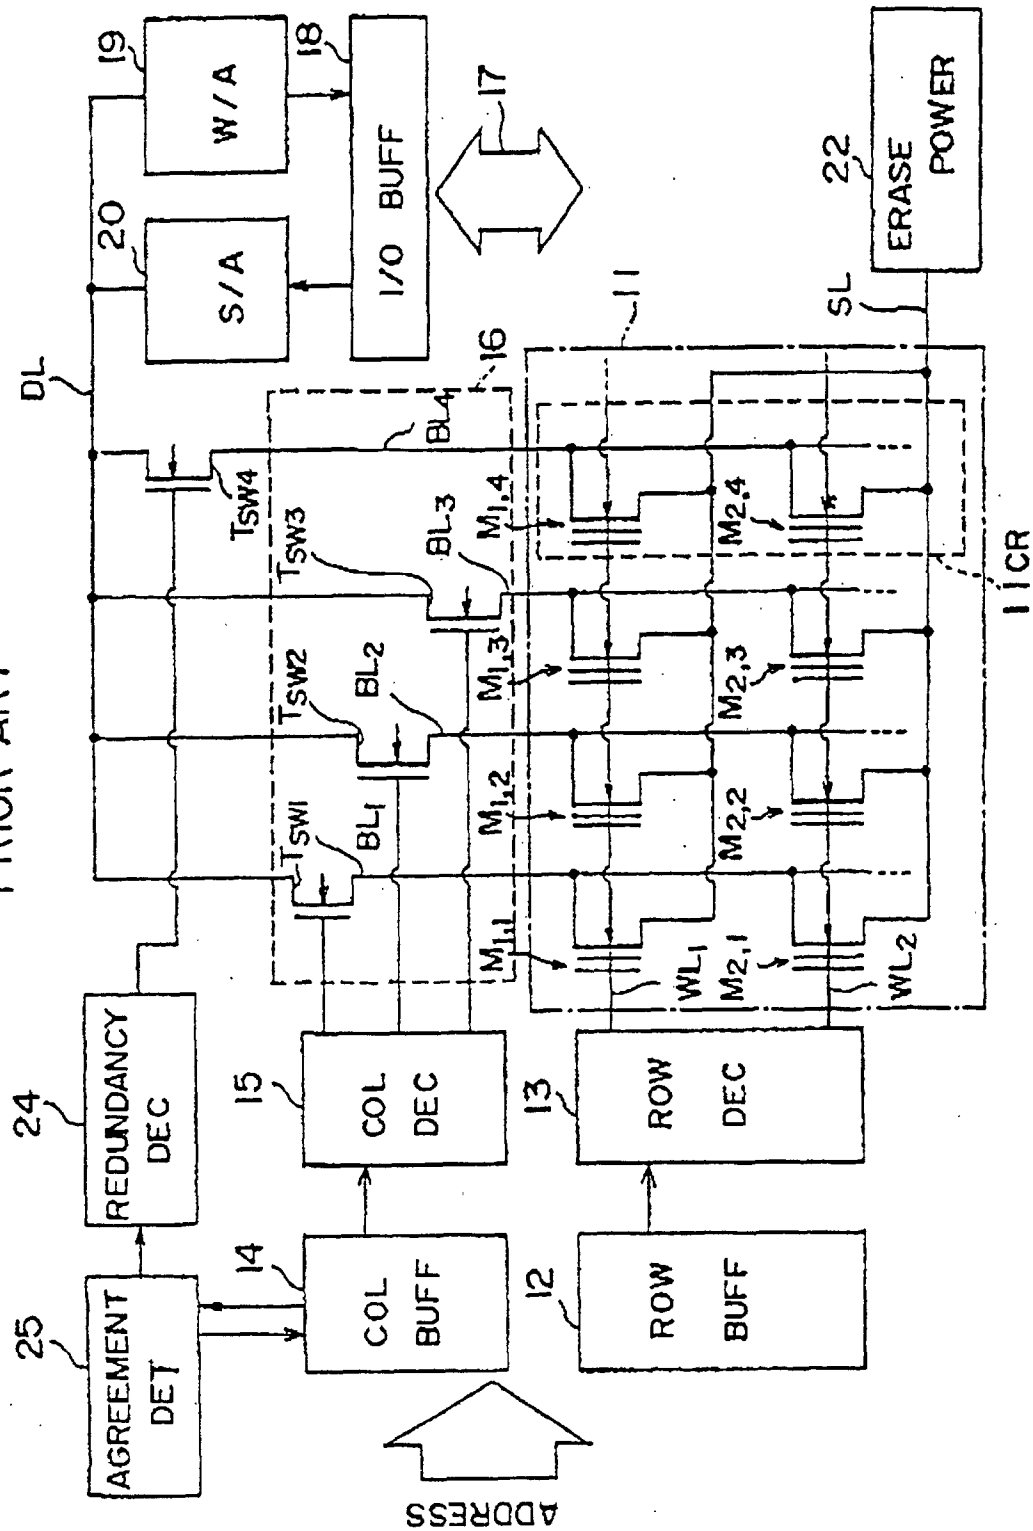 PRIOR ART
25
AGREEMENT
DET
24
REDUNDANCY
DEC
DL
20
S/A
19
W/A
18
I/O BUFF
17
ADDRESS
14
COL
BUFF
15
COL
DEC
16
TSW1
TSW2
TSW3
TSW4
BL1
BL2
BL3
BL4
12
ROW
BUFF
13
ROW
DEC
11
M1,1
M1,2
M1,3
M1,4
WL1
M2,1
M2,2
M2,3
M2,4
WL2
11CR
SL
22
ERASE
POWER